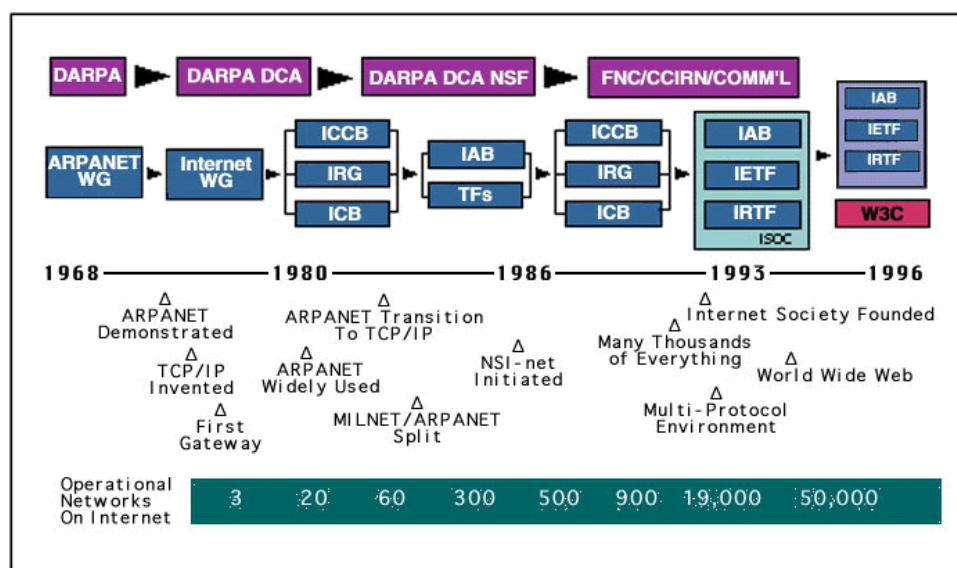 DARPA
DARPA DCA
DARPA DCA NSF
FNC/CCIRN/COMM'L
ARPANET
WG
Internet
WG
ICCB
IRG
ICB
IAB
TFs
ICCB
IRG
ICB
IAB
IETF
IRTF
ISOC
IAB
IETF
IRTF
W3C
1968
1980
1986
1993
1996
ARPANET
Demonstrated
TCP/IP
Invented
First
Gateway
ARPANET Transition
To TCP/IP
ARPANET
Widely Used
MILNET/ARPANET
Split
NSI-net
Initiated
Internet Society Founded
Many Thousands
of Everything
World Wide Web
Multi-Protocol
Environment
Operational
Networks
On Internet
3 20 60 300 500 900 19,000 50,000